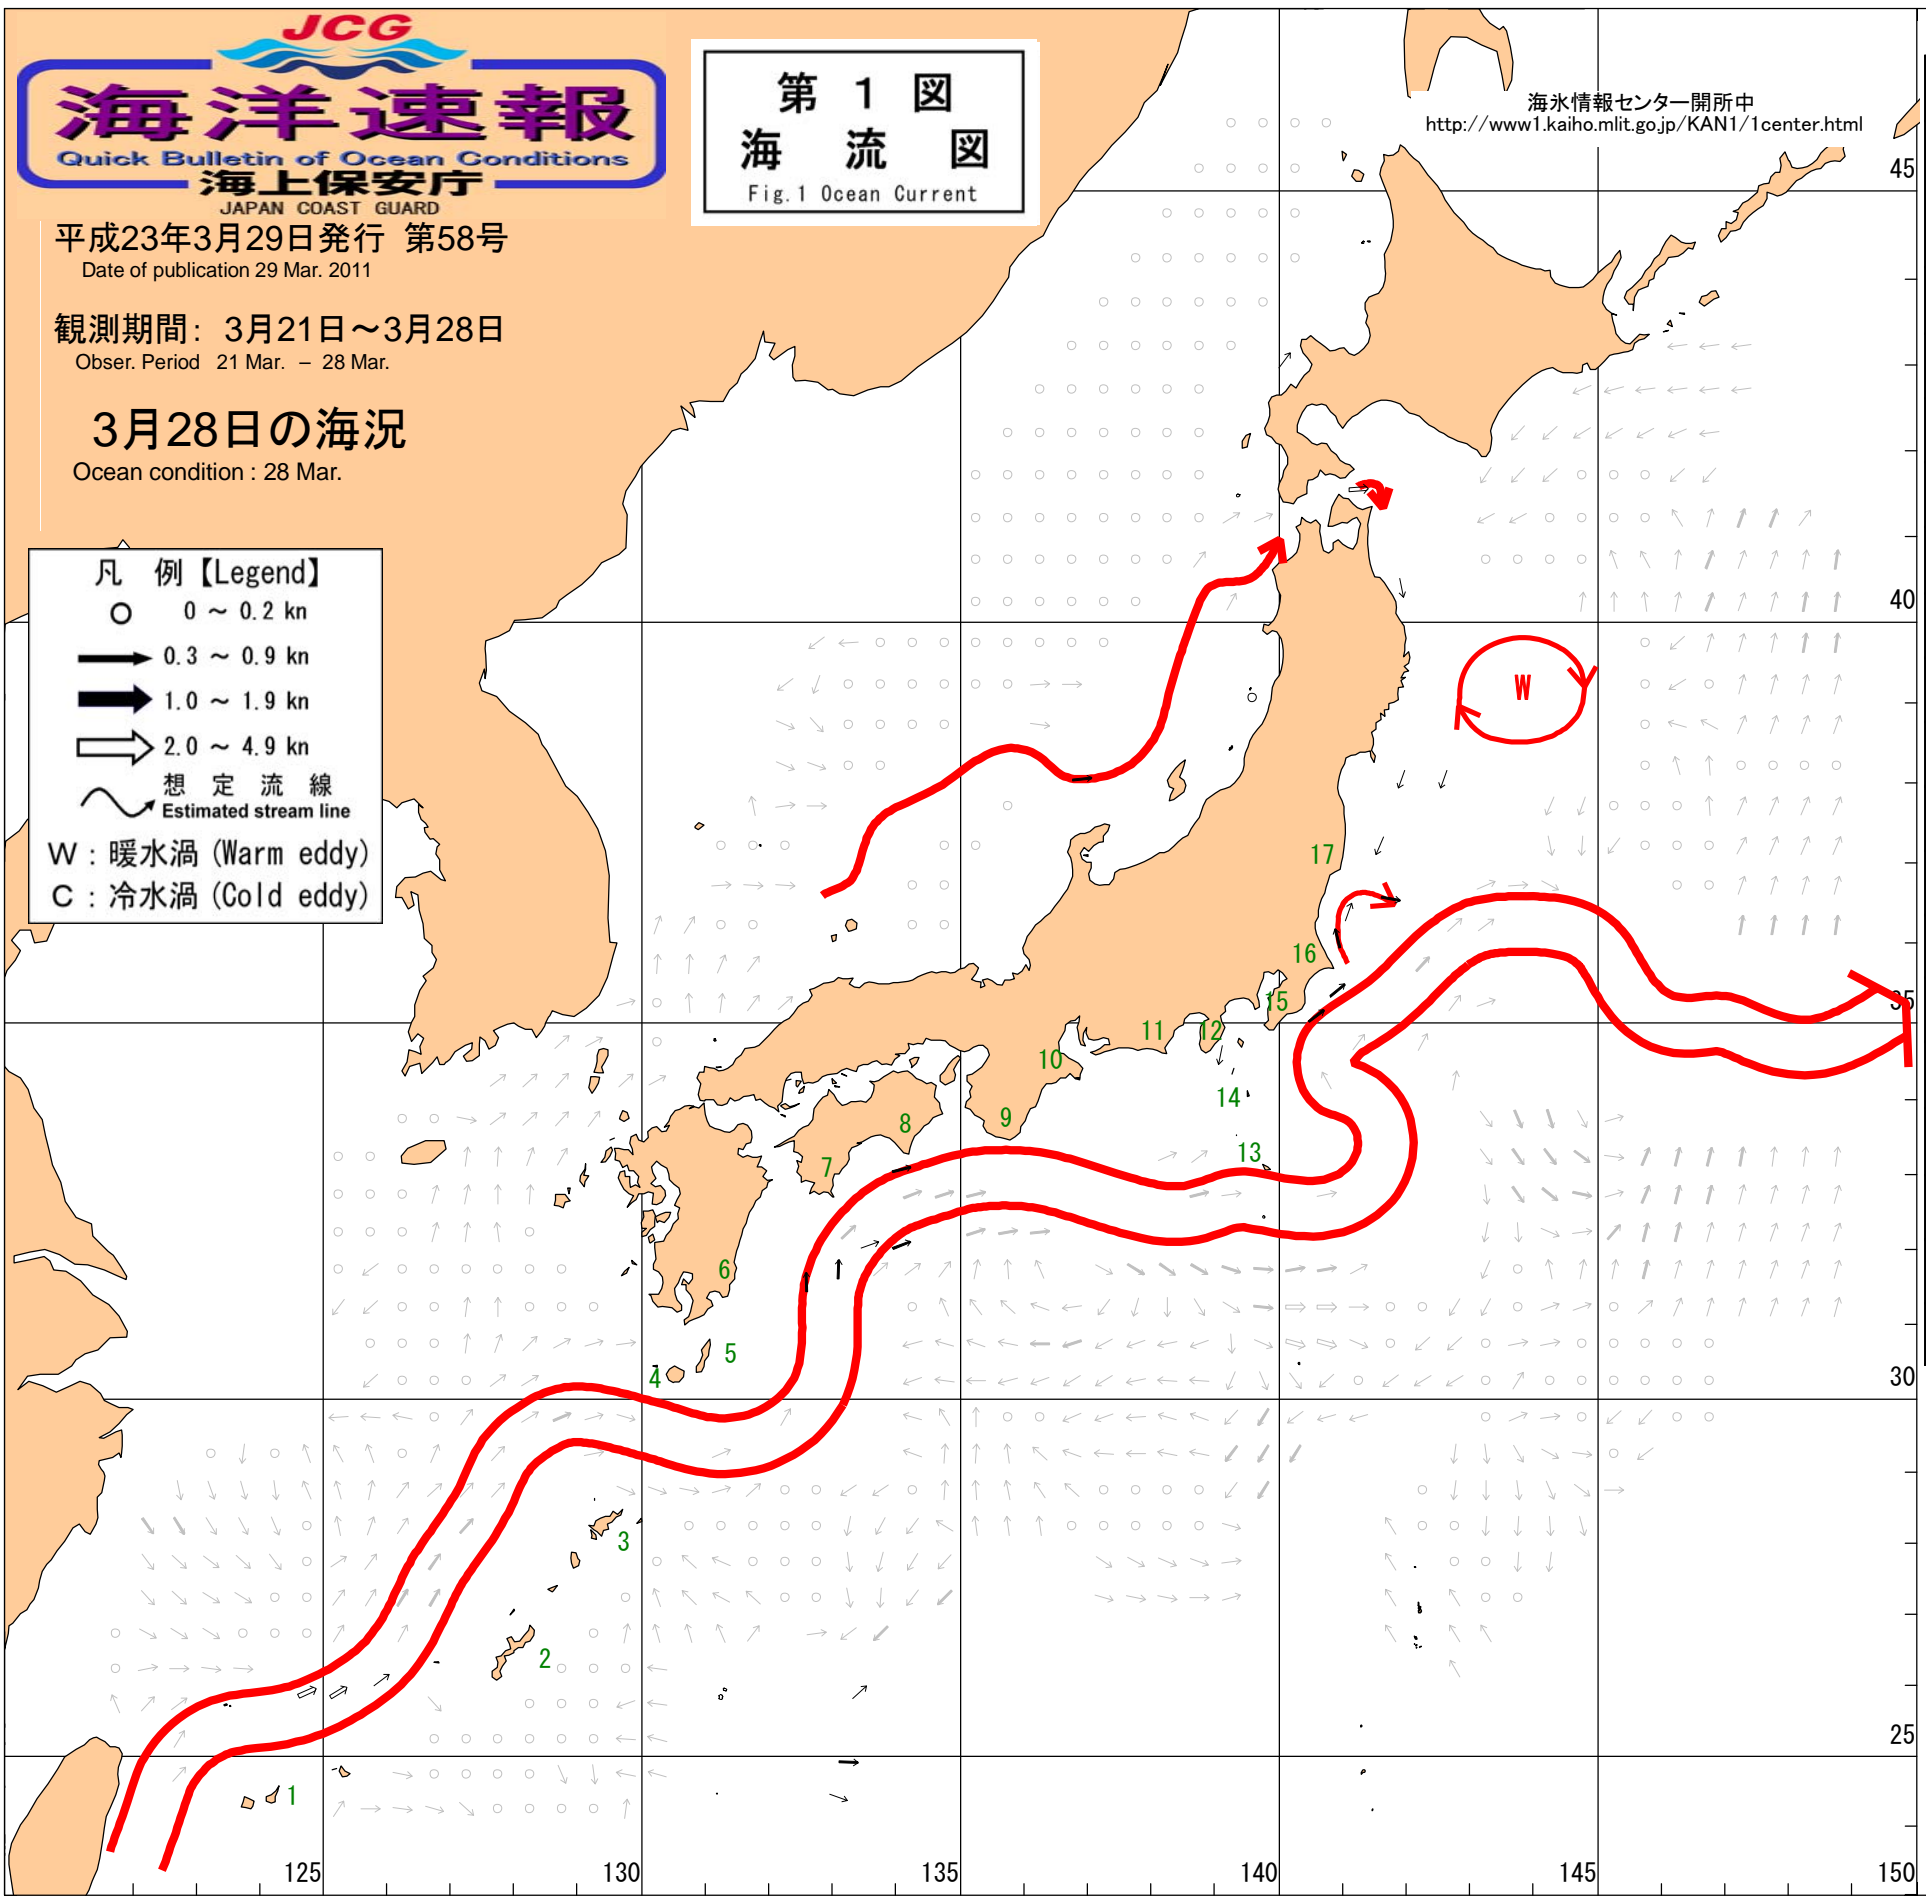 JCG
海洋速報
Quick Bulletin of Ocean Conditions
海上保安庁
JAPAN COAST GUARD
第 1 図
海 流 図
Fig.1 Ocean Current
海氷情報センター開所中
http://www1.kaiho.mlit.go.jp/KAN1/1center.html
平成23年3月29日発行 第58号
Date of publication 29 Mar. 2011
観測期間: 3月21日～3月28日
Obser. Period 21 Mar. – 28 Mar.
3月28日の海況
Ocean condition : 28 Mar.
凡 例【Legend】
0 ～ 0.2 kn
0.3 ～ 0.9 kn
1.0 ～ 1.9 kn
2.0 ～ 4.9 kn
想 定 流 線
Estimated stream line
W : 暖水渦 (Warm eddy)
C : 冷水渦 (Cold eddy)
45
40
W
17
16
15
35
12
11
10
14
9
8
13
7
6
5
4
30
3
2
25
1
125
130
135
140
145
150